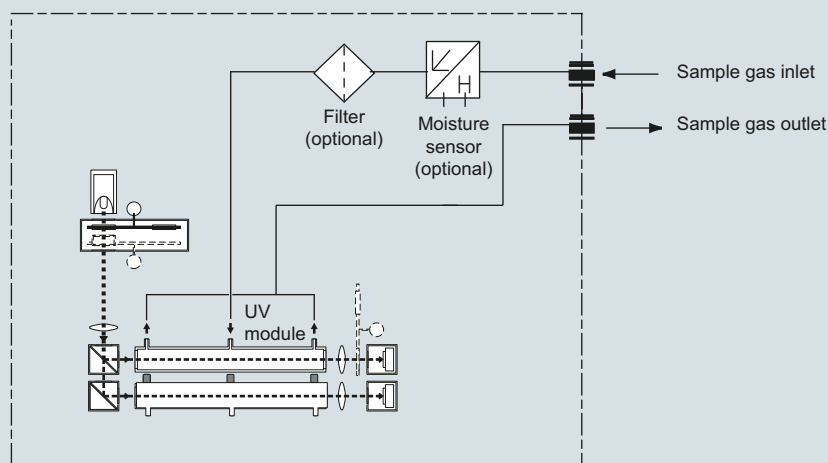 Sample gas inlet
Filter
(optional)
Moisture
sensor
(optional)
H
Sample gas outlet
UV
module